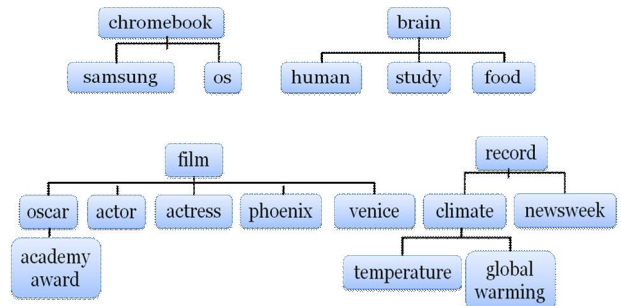 chromebook
brain
samsung
os
human
study
food
film
record
oscar
actor
actress
phoenix
venice
climate
newsweek
academy
award
temperature
global
warming